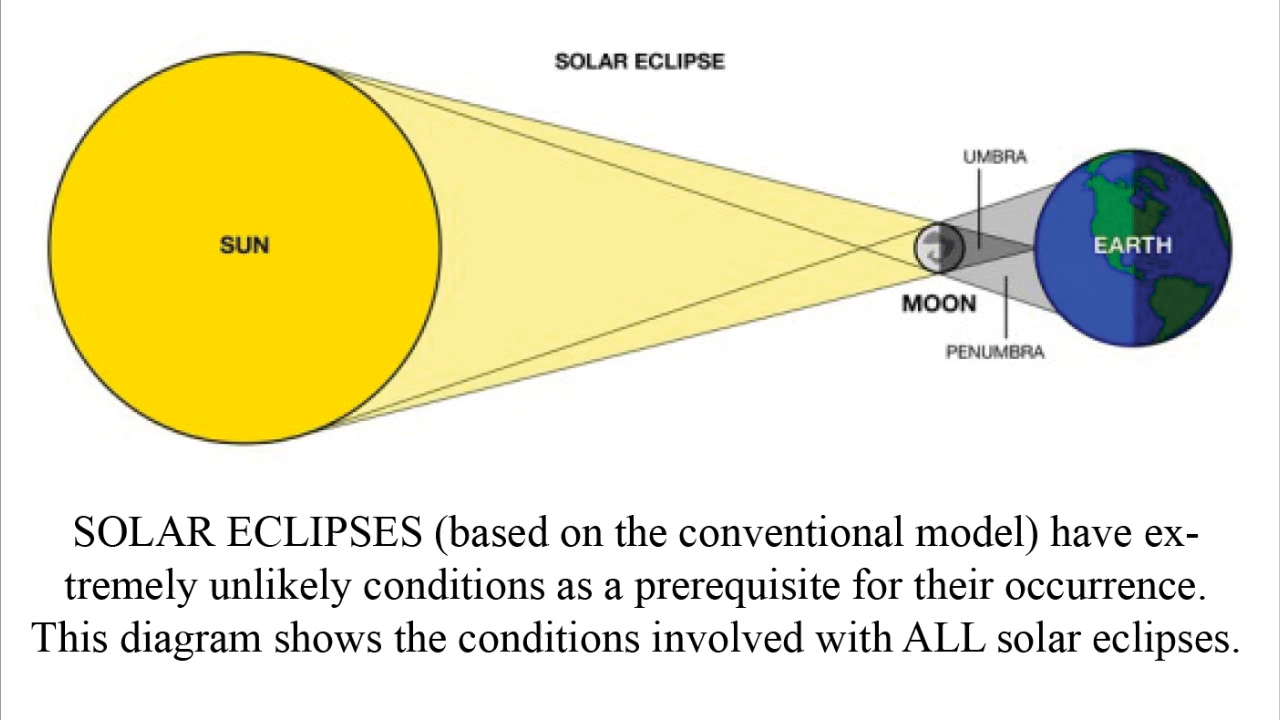 SOLAR ECLIPSE
UMBRA
SUN
EARTH
MOON
PENUMBRA
SOLAR ECLIPSES (based on the conventional model) have ex-
tremely unlikely conditions as a prerequisite for their occurrence.
This diagram shows the conditions involved with ALL solar eclipses.